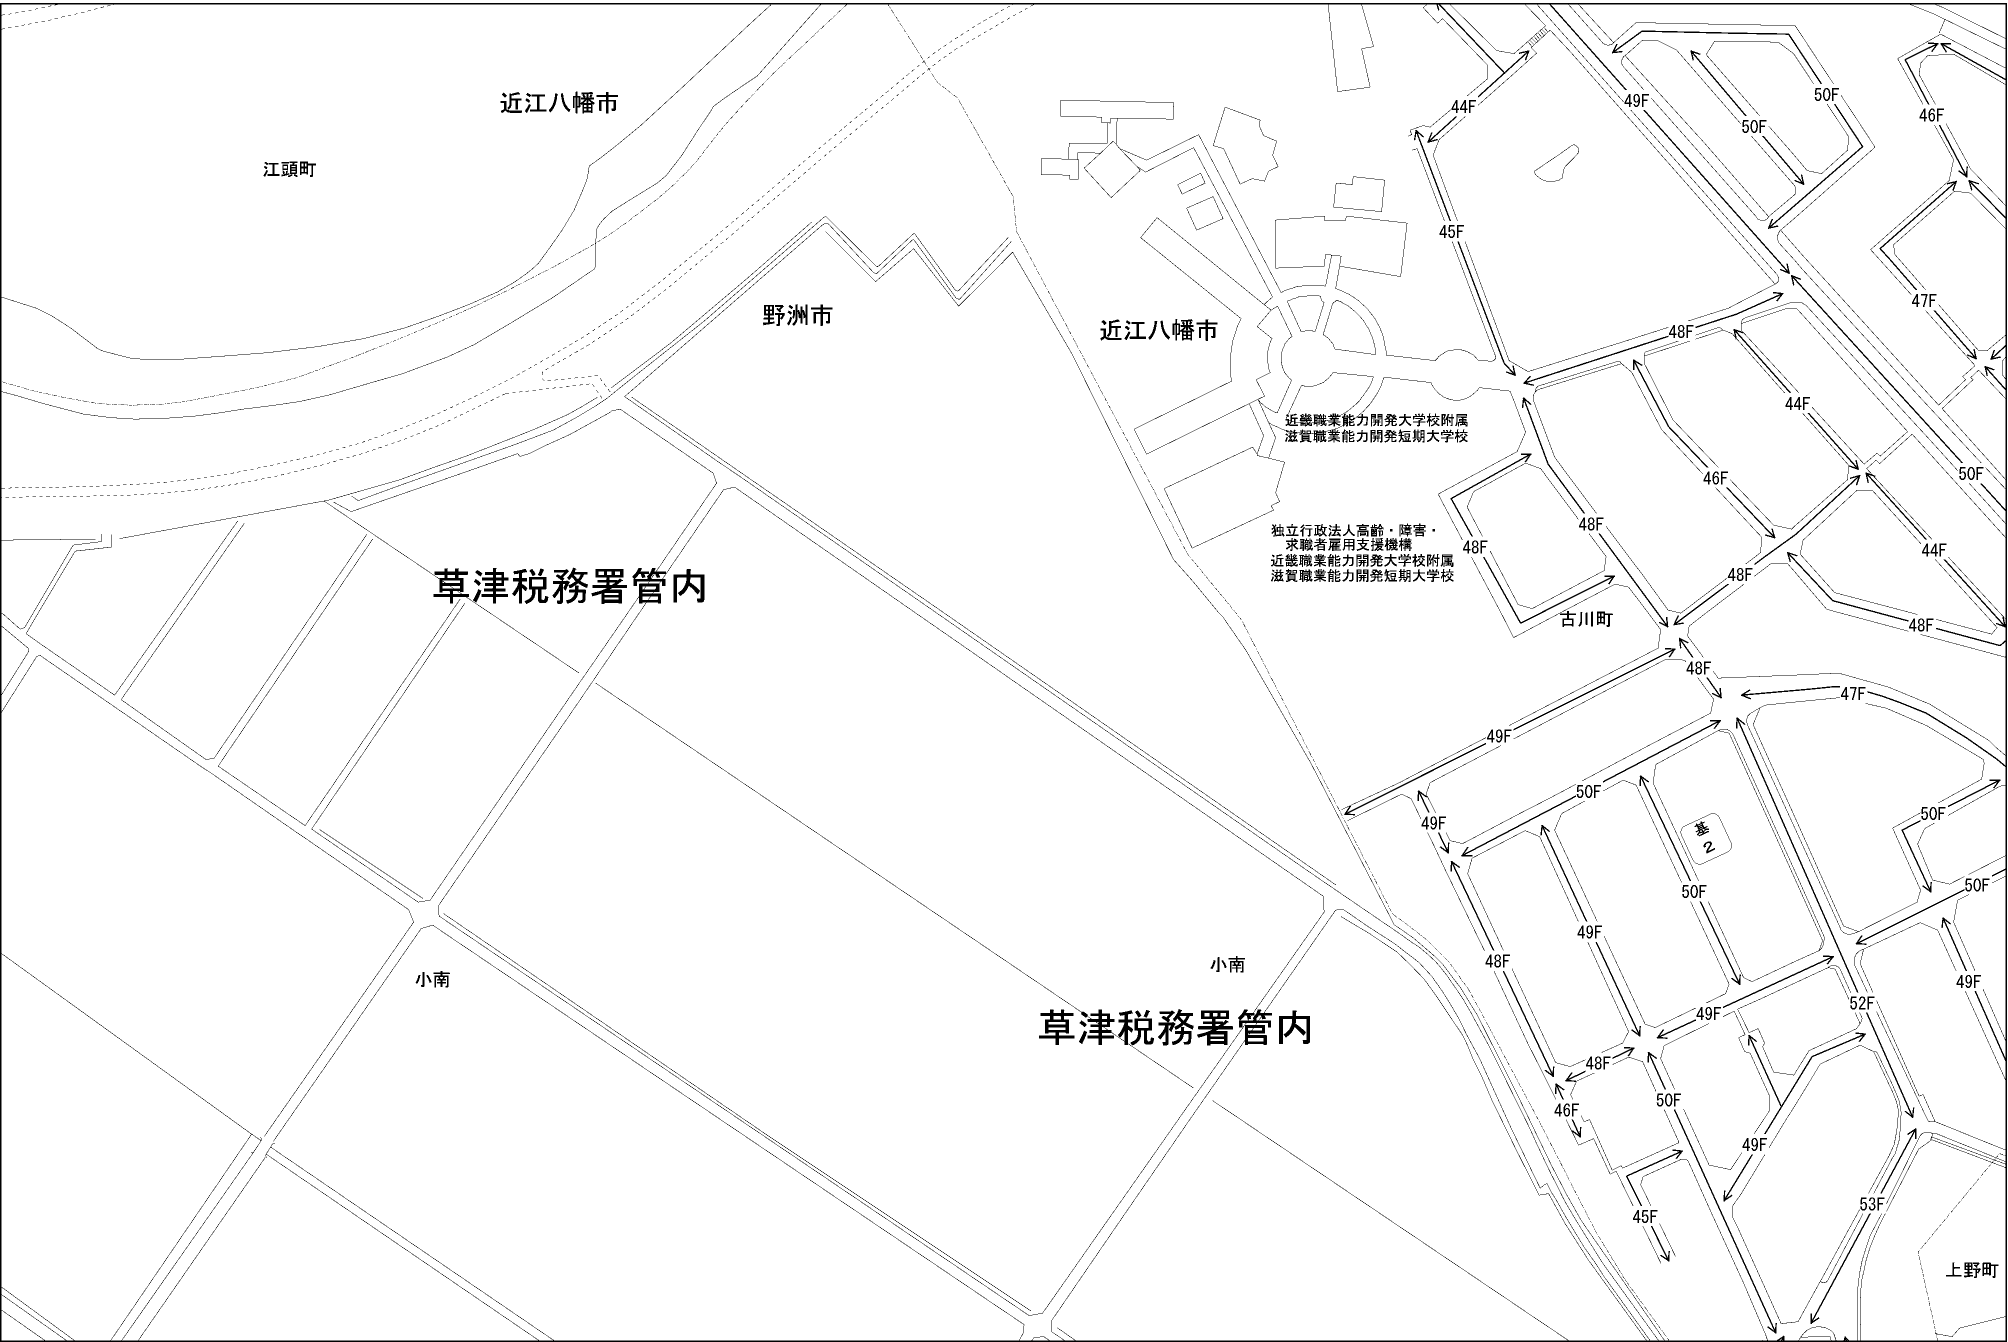 近江八幡市
江頭町
野洲市
近江八幡市
近畿職業能力開発大学校附属
滋賀職業能力開発短期大学校
独立行政法人高齢・障害・
求職者雇用支援機構
近畿職業能力開発大学校附属
滋賀職業能力開発短期大学校
草津税務署管内
古川町
小南
小南
草津税務署管内
上野町
基
2
44F
49F
50F
50F
46F
45F
47F
48F
44F
46F
50F
48F
48F
44F
48F
48F
48F
47F
49F
50F
49F
50F
50F
50F
49F
48F
49F
52F
49F
48F
46F
50F
49F
45F
53F